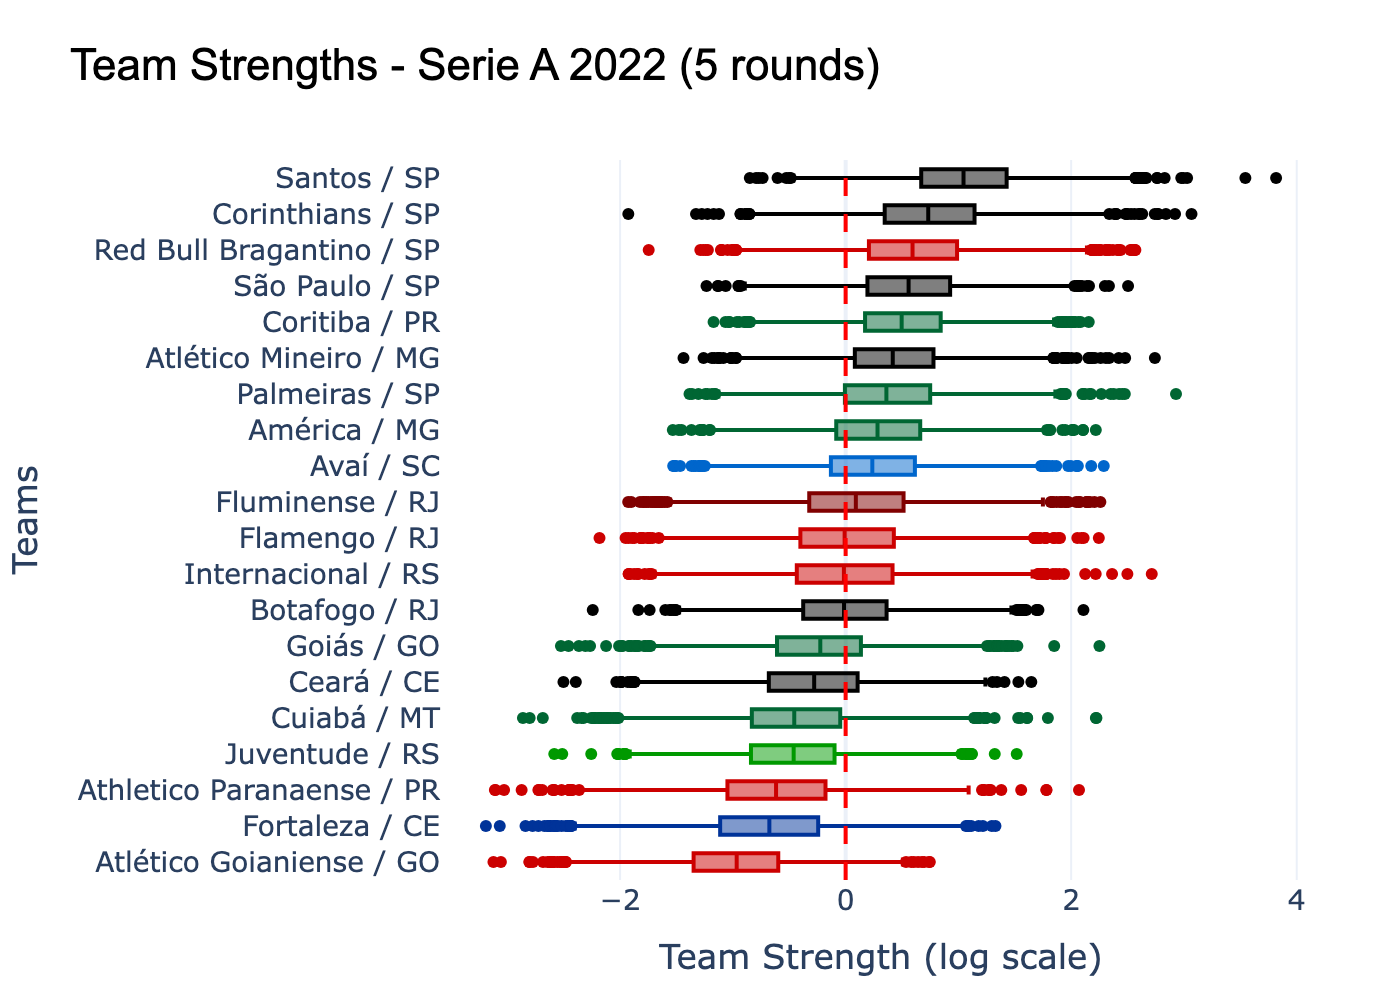 Team Strengths - Serie A 2022 (5 rounds)
Teams
Santos / SP
Corinthians / SP
Red Bull Bragantino / SP
São Paulo / SP
Coritiba / PR
Atlético Mineiro / MG
Palmeiras / SP
América / MG
Avaí / SC
Fluminense / RJ
Flamengo / RJ
Internacional / RS
Botafogo / RJ
Goiás / GO
Ceará / CE
Cuiabá / MT
Juventude / RS
Athletico Paranaense / PR
Fortaleza / CE
Atlético Goianiense / GO
−2 0 2 4
Team Strength (log scale)